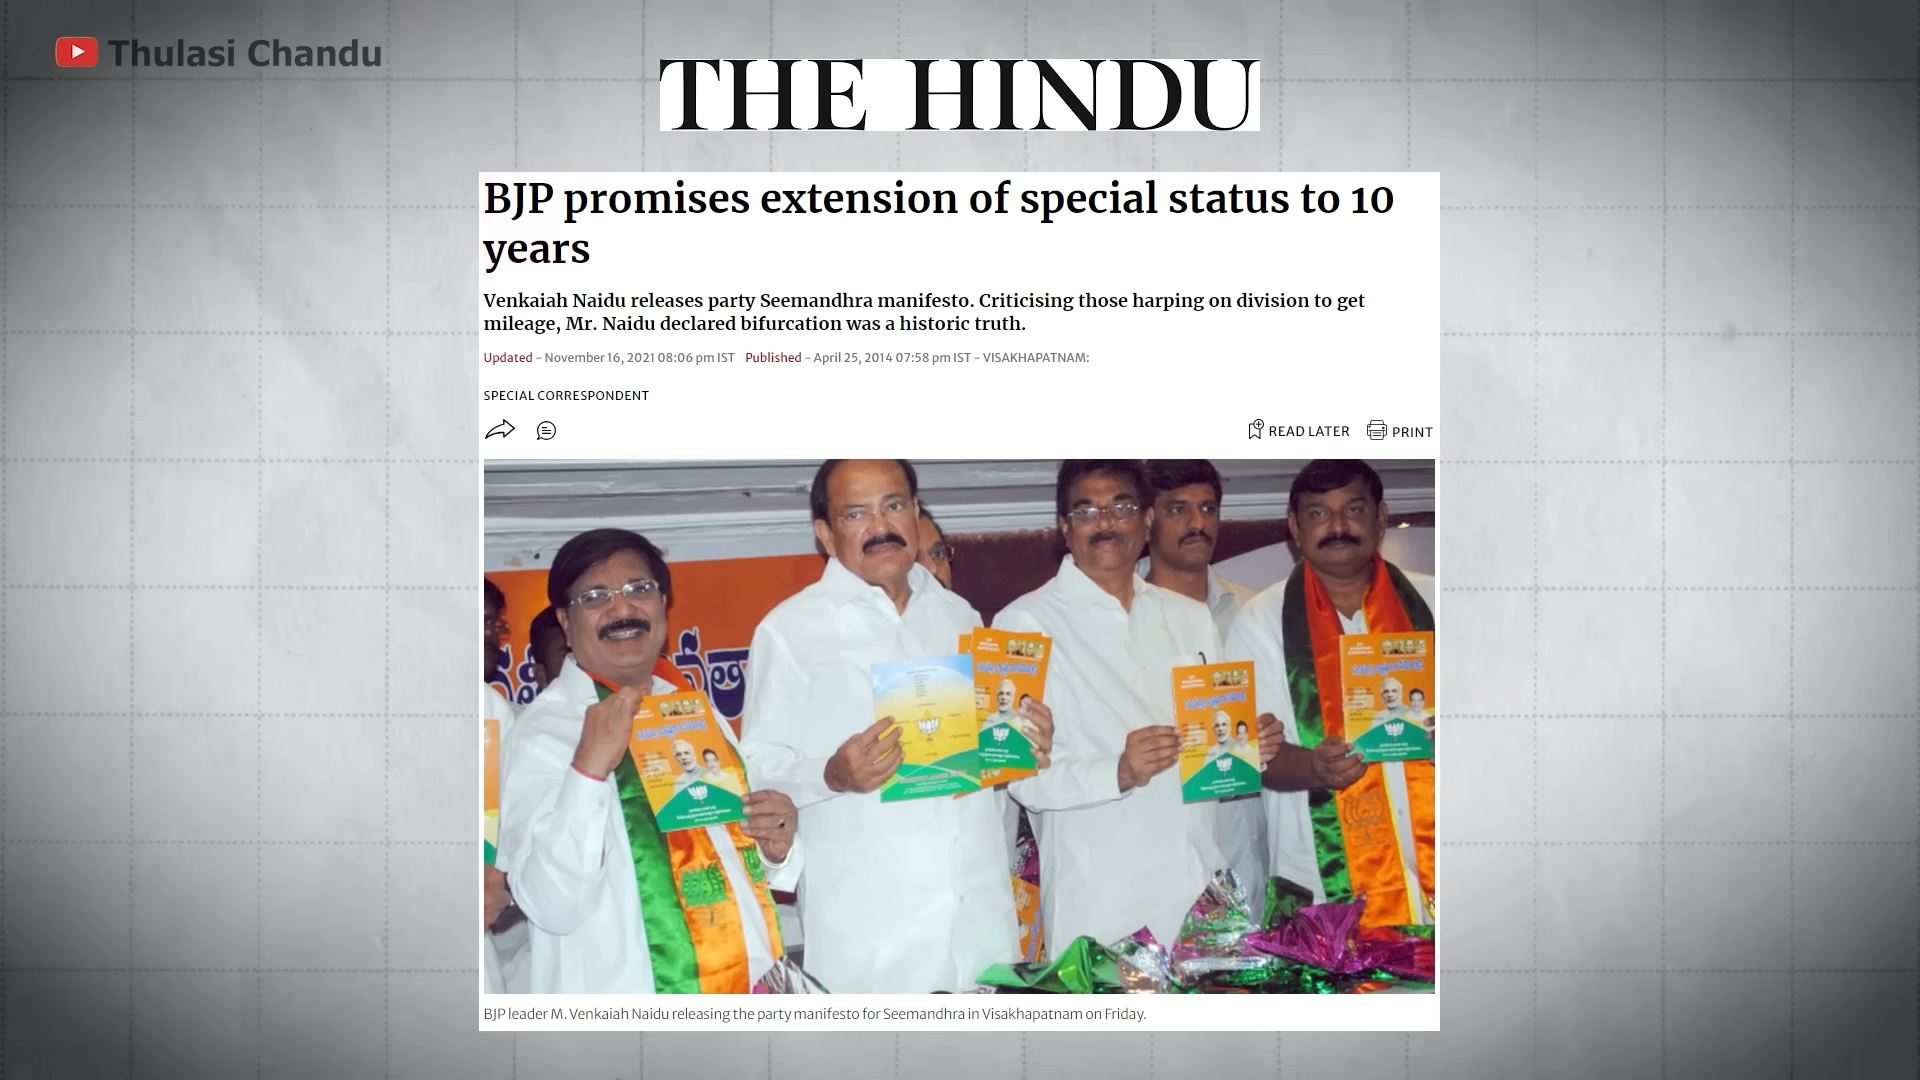 Thulasi Chandu
THE HINDU
BJP promises extension of special status to 10
years
Venkaiah Naidu releases party Seemandhra manifesto. Criticising those harping on division to get
mileage, Mr. Naidu declared bifurcation was a historic truth.
Updated - November 16, 2021 08:06 pm IST Published - April 25, 2014 07:58 pm IST - VISAKHAPATNAM:
SPECIAL CORRESPONDENT
READ LATER PRINT
BJP leader M. Venkaiah Naidu releasing the party manifesto for Seemandhra in Visakhapatnam on Friday.